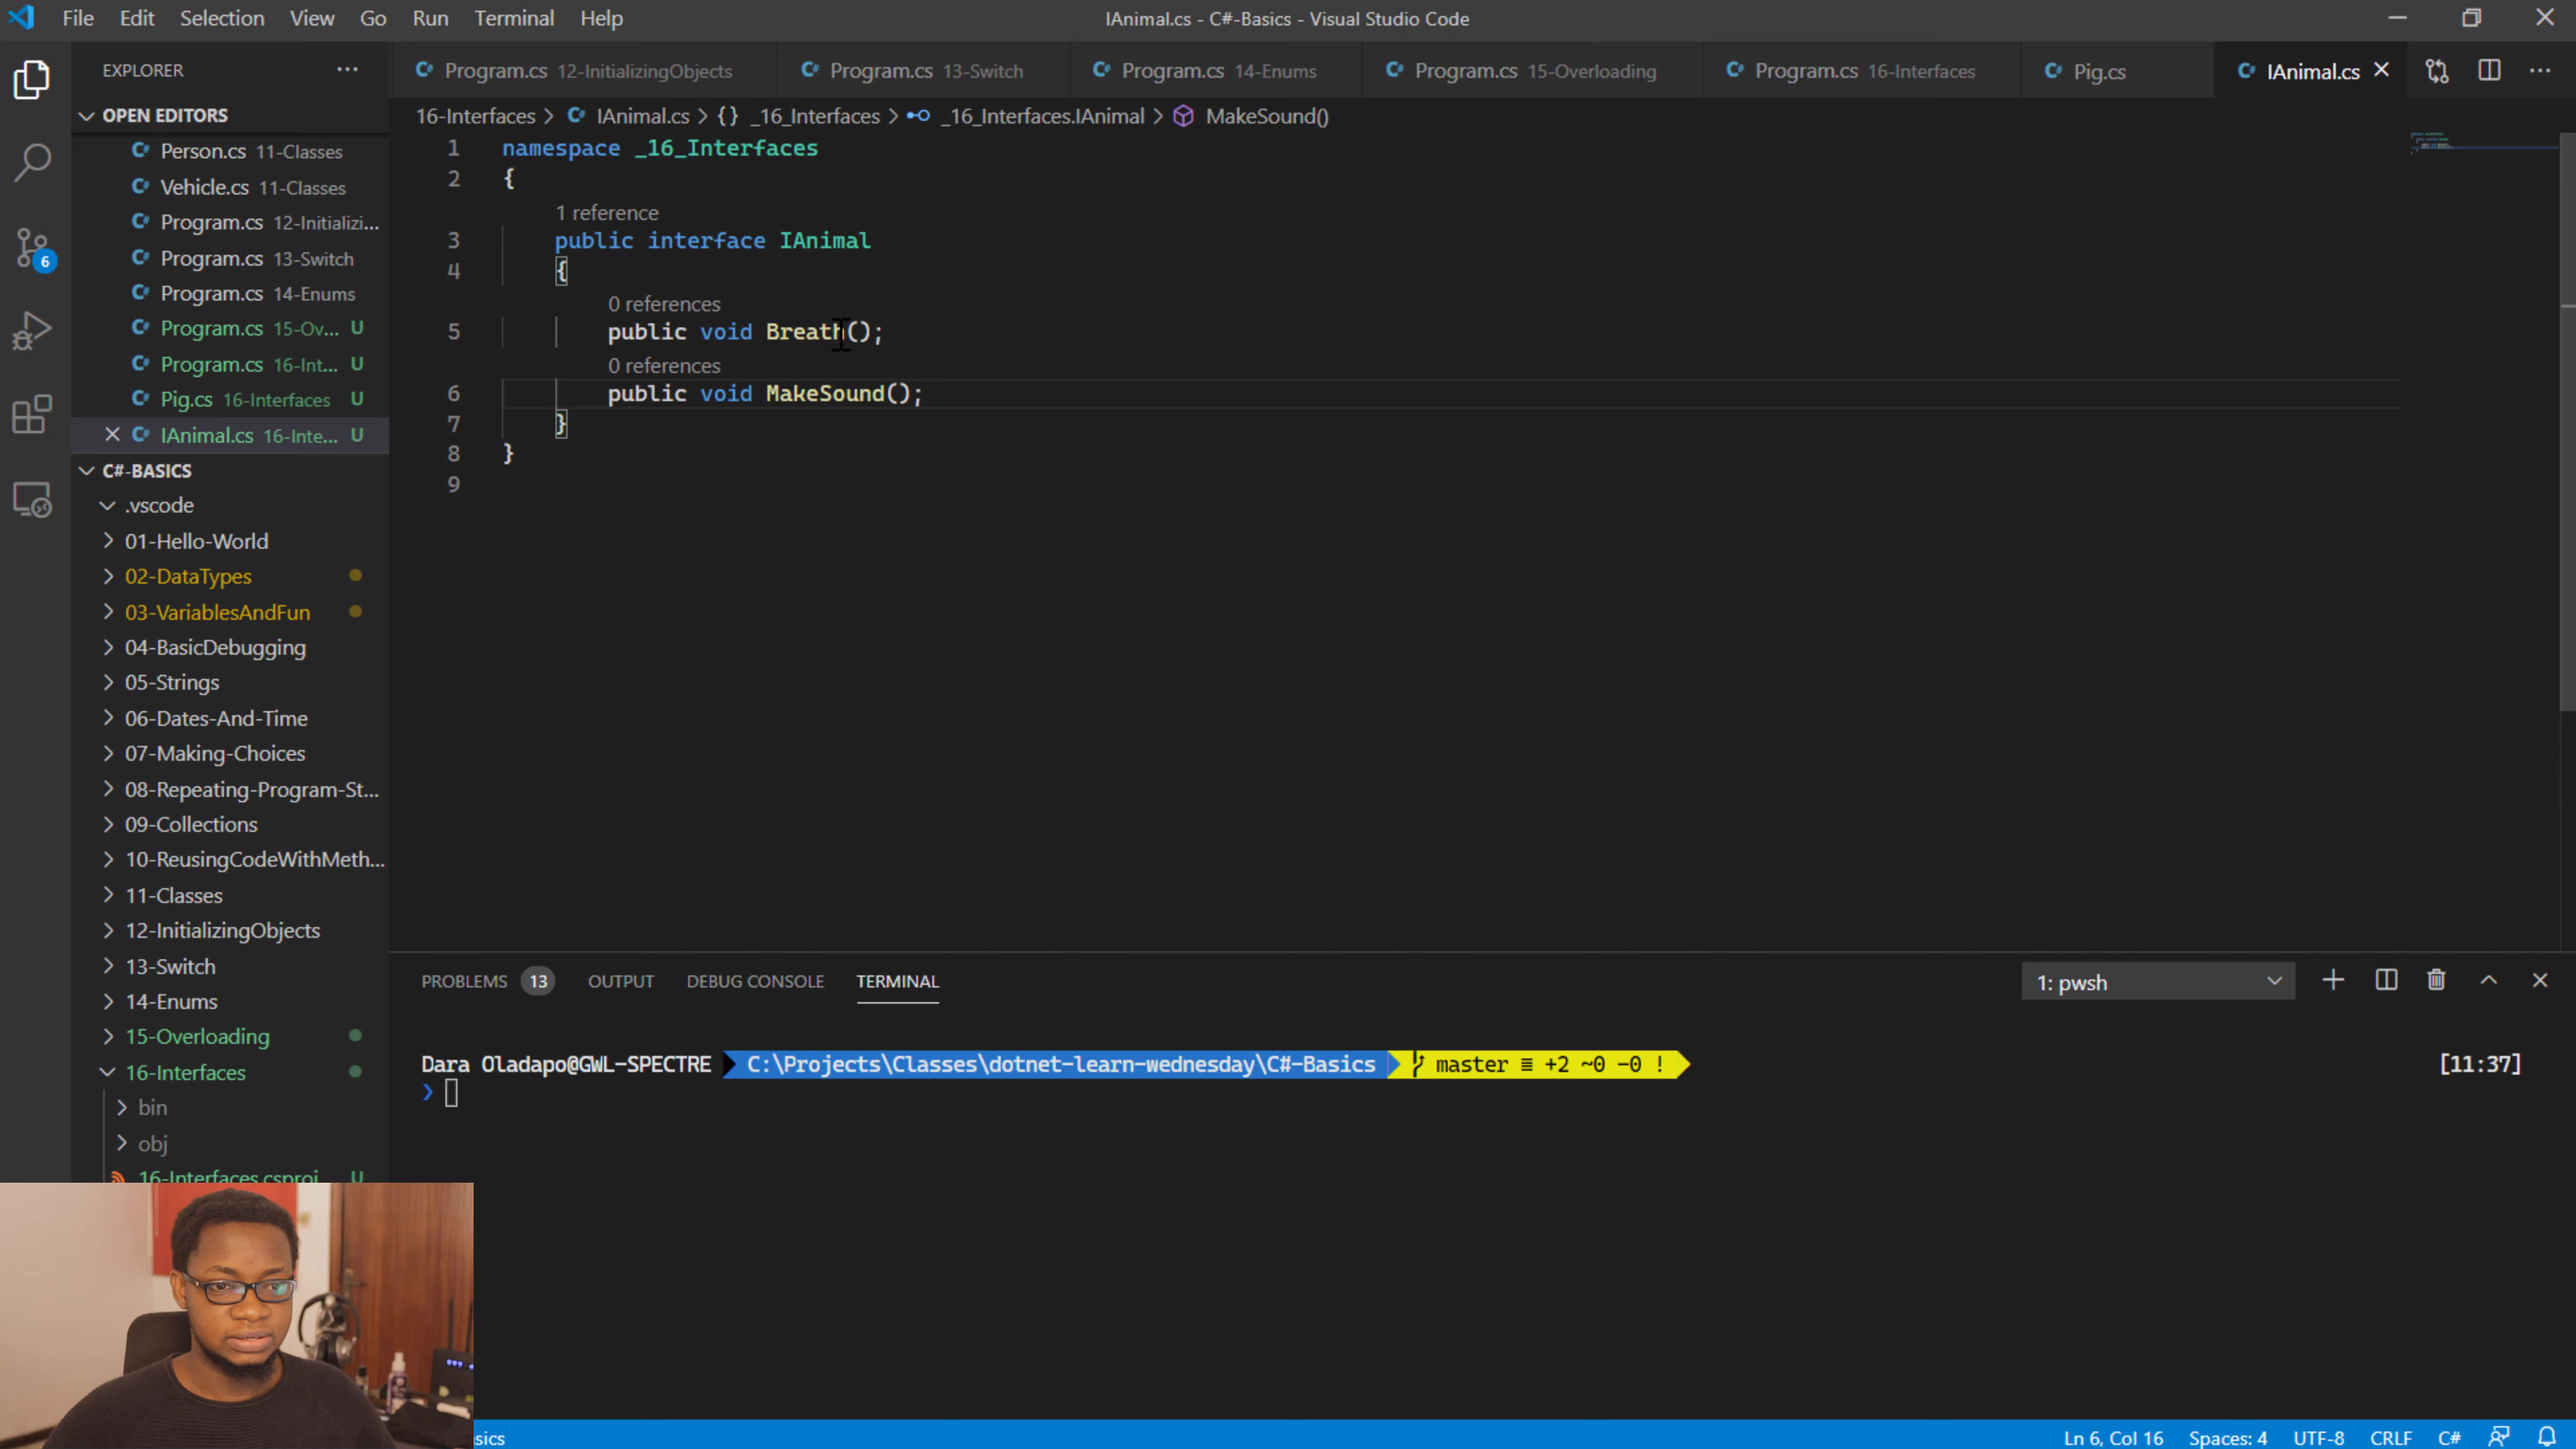 File Edit Selection View Go Run Terminal Help
IAnimal.cs - C#-Basics - Visual Studio Code
EXPLORER
Program.cs 12-InitializingObjects
Program.cs 13-Switch
Program.cs 14-Enums
Program.cs 15-Overloading
Program.cs 16-Interfaces
Pig.cs
IAnimal.cs
OPEN EDITORS
Person.cs 11-Classes
Vehicle.cs 11-Classes
Program.cs 12-Initializi...
Program.cs 13-Switch
Program.cs 14-Enums
Program.cs 15-Ov... U
Program.cs 16-Int... U
Pig.cs 16-Interfaces U
IAnimal.cs 16-Inte... U
6
C#-BASICS
.vscode
01-Hello-World
02-DataTypes
03-VariablesAndFun
04-BasicDebugging
05-Strings
06-Dates-And-Time
07-Making-Choices
08-Repeating-Program-St...
09-Collections
10-ReusingCodeWithMeth...
11-Classes
12-InitializingObjects
13-Switch
14-Enums
15-Overloading
16-Interfaces
bin
obj
16-Interfaces.csproj U
16-Interfaces > IAnimal.cs > {} _16_Interfaces > _16_Interfaces.IAnimal > MakeSound()
1 namespace _16_Interfaces
2 {
1 reference
3 public interface IAnimal
4 {
0 references
5 public void Breath();
0 references
6 public void MakeSound();
7 }
8 }
9
PROBLEMS 13 OUTPUT DEBUG CONSOLE TERMINAL
1: pwsh
Dara Oladapo@GWL-SPECTRE C:\Projects\Classes\dotnet-learn-wednesday\C#-Basics master ≡ +2 ~0 -0 ! [11:37]
❯
sics
Ln 6, Col 16 Spaces: 4 UTF-8 CRLF C#